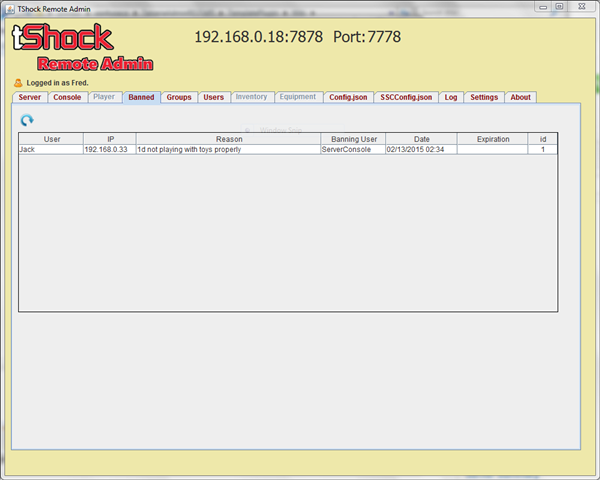 TShock Remote Admin
tShock
Remote Admin
192.168.0.18:7878 Port:7778
Logged in as Fred.
Server Console Player Banned Groups Users Inventory Equipment Config.json SSCConfig.json Log Settings About
User IP Reason Banning User Date Expiration id
Jack 192.168.0.33 1d not playing with toys properly ServerConsole 02/13/2015 02:34 1